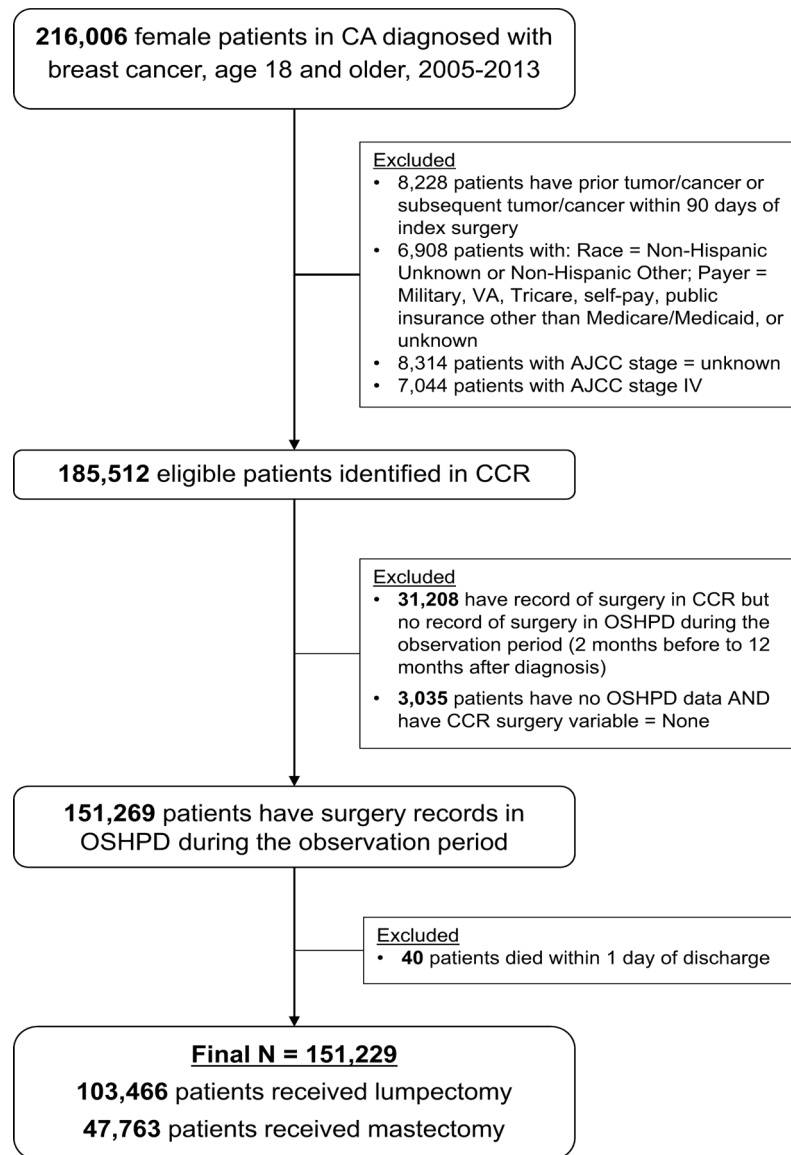 216,006 female patients in CA diagnosed with
breast cancer, age 18 and older, 2005-2013
Excluded
• 8,228 patients have prior tumor/cancer or
subsequent tumor/cancer within 90 days of
index surgery
• 6,908 patients with: Race = Non-Hispanic
Unknown or Non-Hispanic Other; Payer =
Military, VA, Tricare, self-pay, public
insurance other than Medicare/Medicaid, or
unknown
• 8,314 patients with AJCC stage = unknown
• 7,044 patients with AJCC stage IV
185,512 eligible patients identified in CCR
Excluded
• 31,208 have record of surgery in CCR but
no record of surgery in OSHPD during the
observation period (2 months before to 12
months after diagnosis)
• 3,035 patients have no OSHPD data AND
have CCR surgery variable = None
151,269 patients have surgery records in
OSHPD during the observation period
Excluded
• 40 patients died within 1 day of discharge
Final N = 151,229
103,466 patients received lumpectomy
47,763 patients received mastectomy